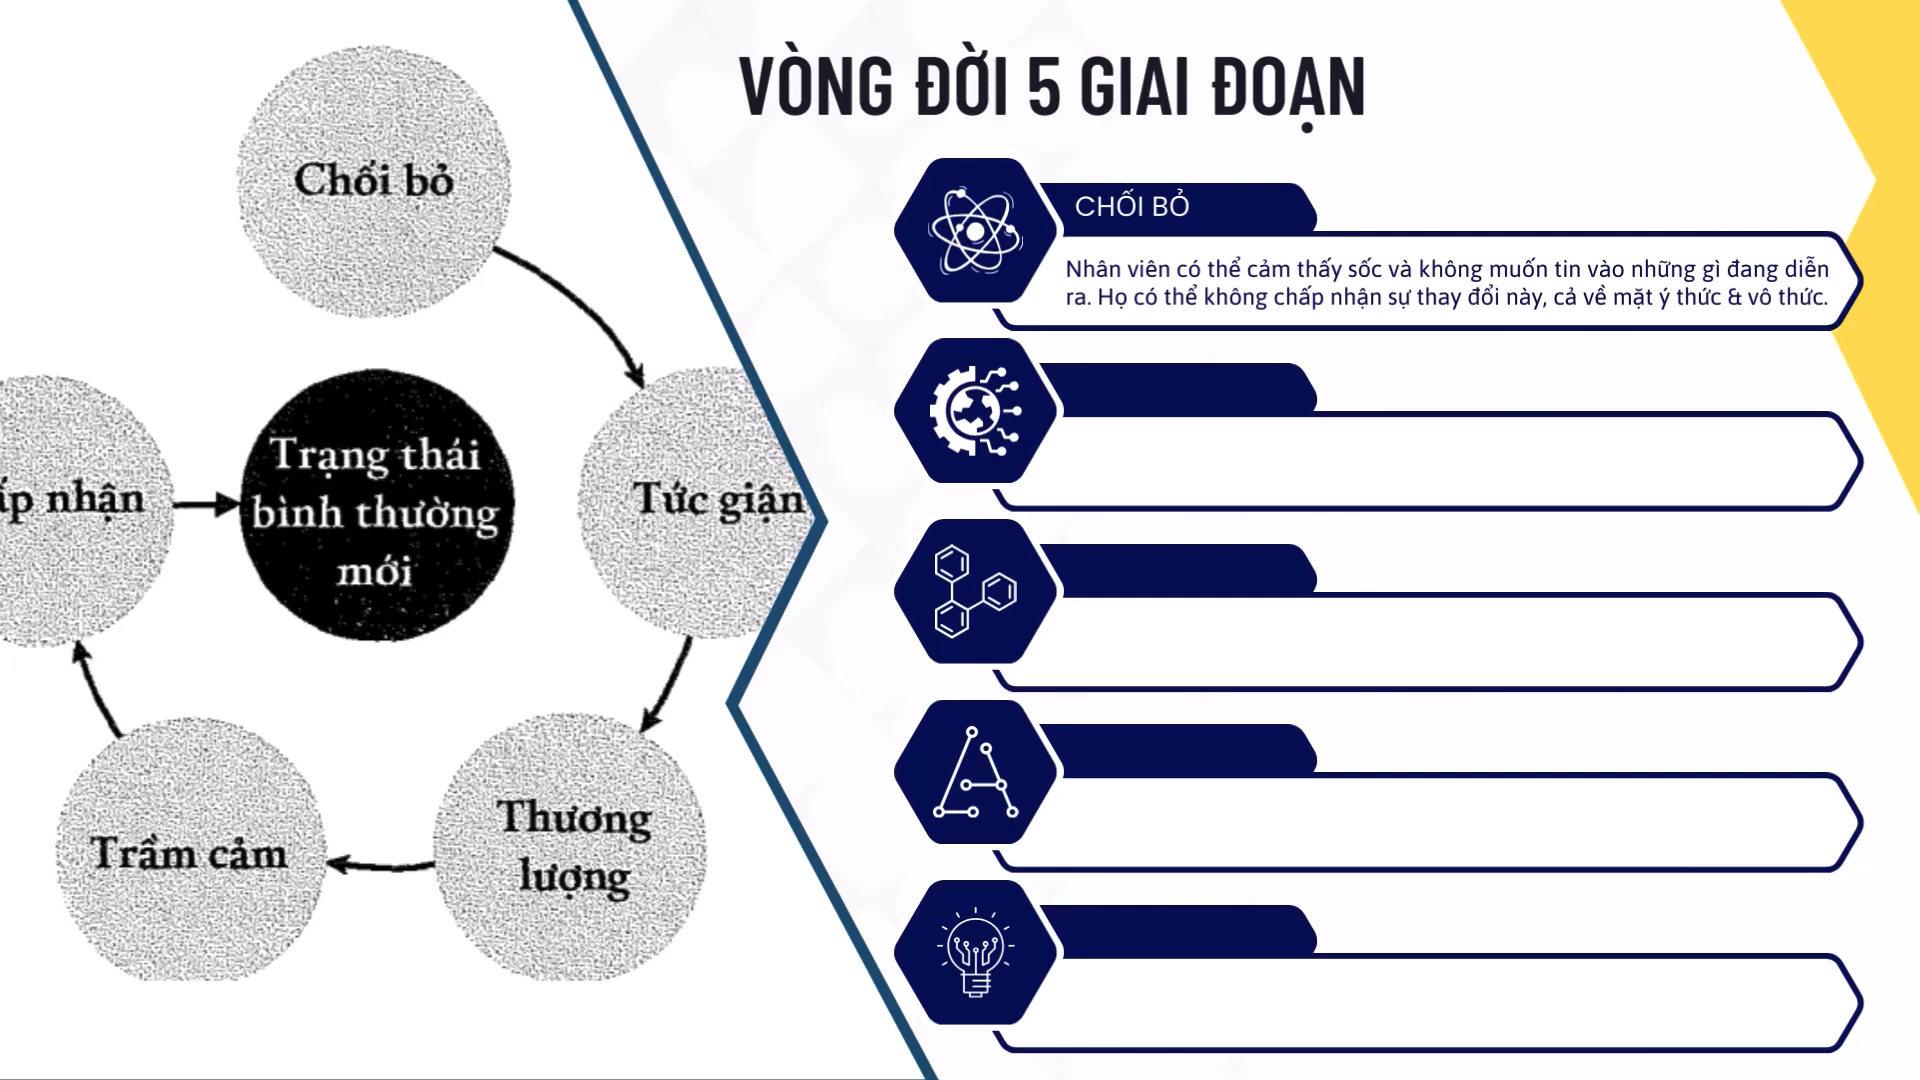 VÒNG ĐỜI 5 GIAI ĐOẠN
CHỐI BỎ
Nhân viên có thể cảm thấy sốc và không muốn tin vào những gì đang diễn
ra. Họ có thể không chấp nhận sự thay đổi này, cả về mặt ý thức & vô thức.
Chối bỏ
Tức giận
Thương
lượng
Trầm cảm
nhận
Trạng thái
bình thường
mới